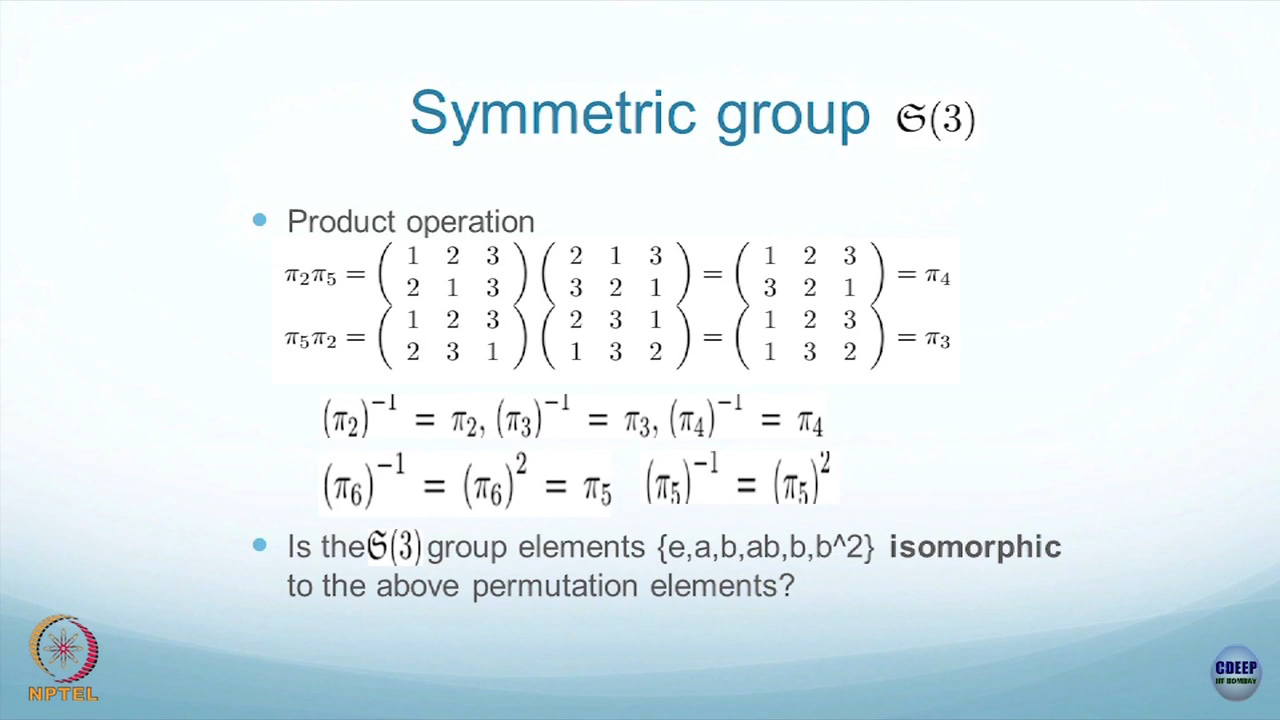 Symmetric group 𝔖(3)
• Product operation
π₂π₅ = ( 1 2 3 / 2 1 3 ) ( 2 1 3 / 3 2 1 ) = ( 1 2 3 / 3 2 1 ) = π₄
π₅π₂ = ( 1 2 3 / 2 3 1 ) ( 2 3 1 / 1 3 2 ) = ( 1 2 3 / 1 3 2 ) = π₃
(π₂)⁻¹ = π₂, (π₃)⁻¹ = π₃, (π₄)⁻¹ = π₄
(π₆)⁻¹ = (π₆)² = π₅ (π₅)⁻¹ = (π₅)²
• Is the 𝔖(3) group elements {e,a,b,ab,b,b^2} isomorphic
to the above permutation elements?
NPTEL
CDEEP
IIT BOMBAY